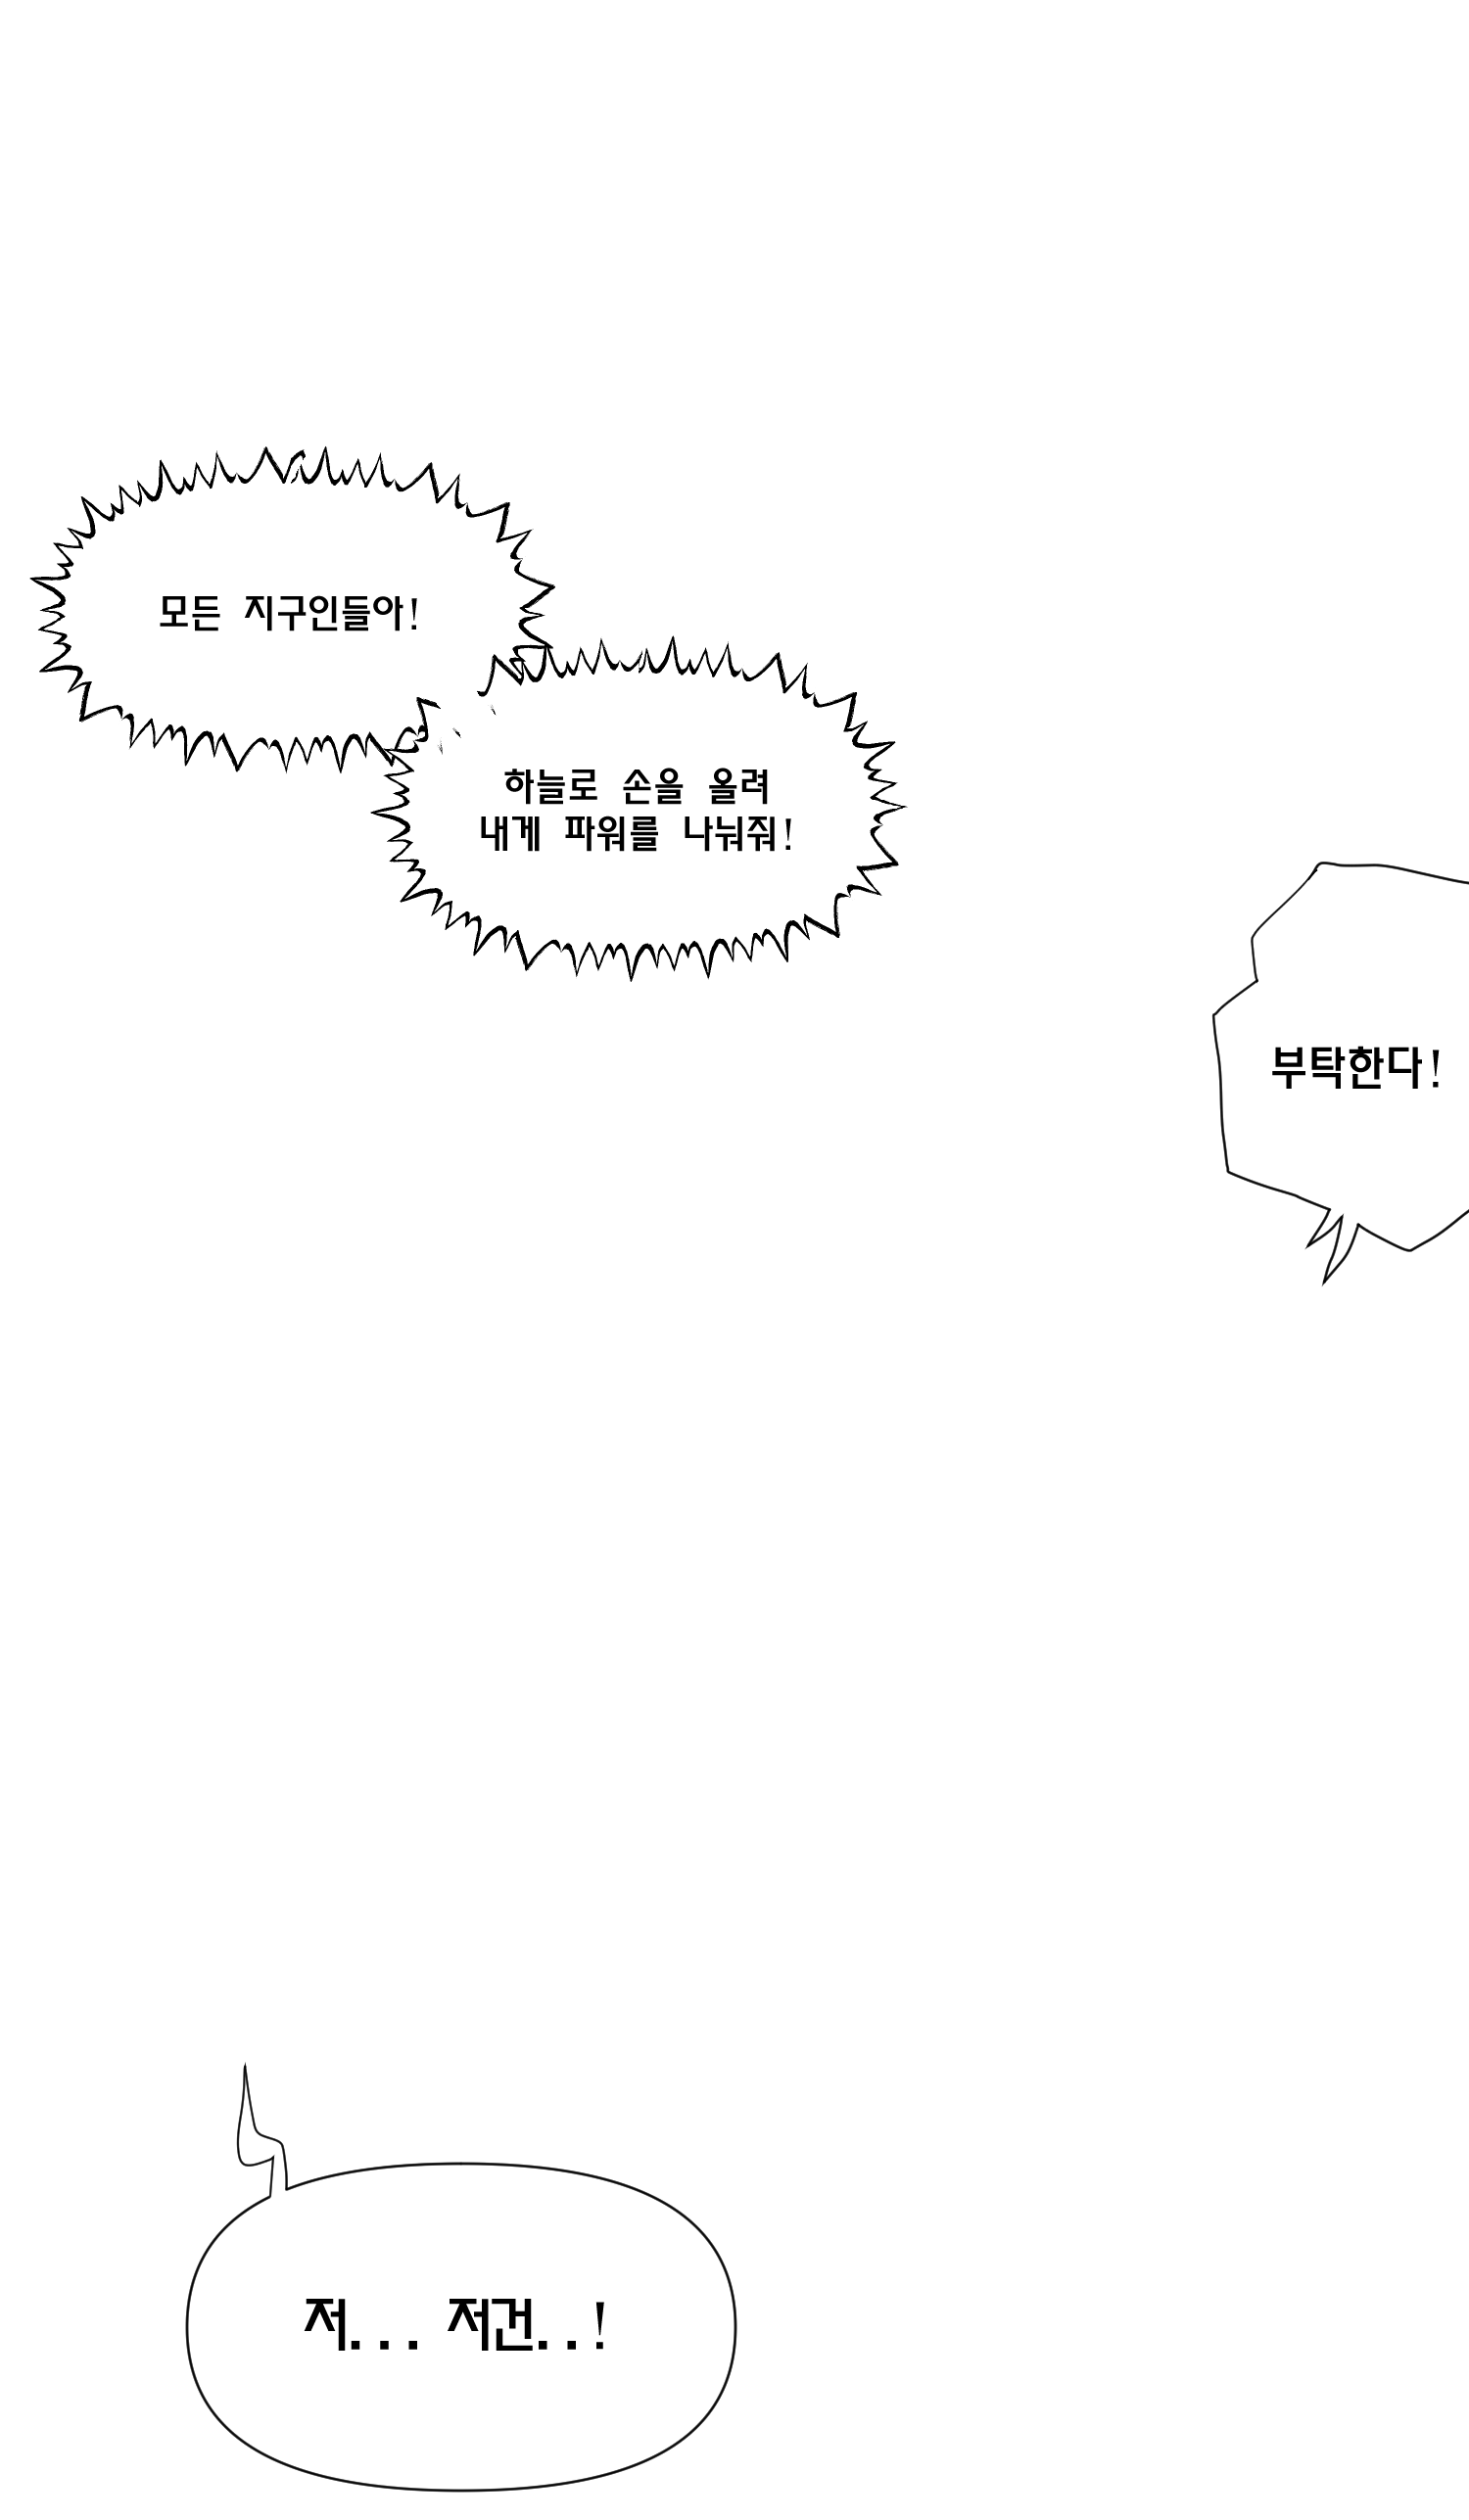 모든 지구인들아!
하늘로 손을 올려
내게 파워를 나눠줘!
부탁한다!
저... 저건..!